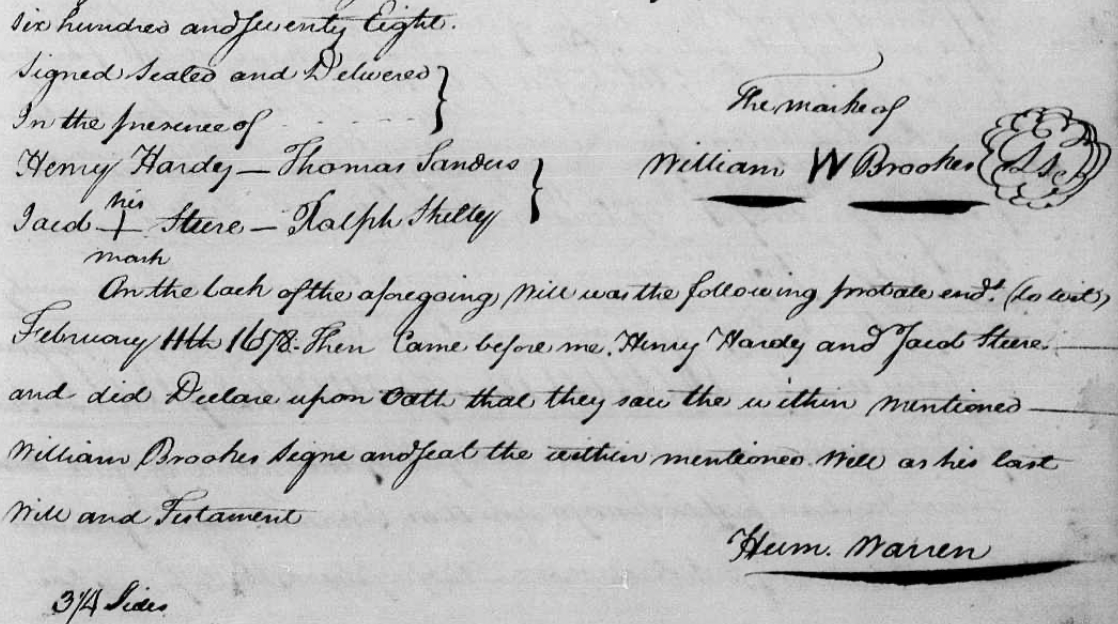 six hundred and seventy Eight.
Signed Sealed and Delivered
In the presence of
Henry Hardy — Thomas Sanders
his
Jacob + Steere — Ralph Shelley
mark
The marke of
William W Brookes
On the back of the aforegoing Will was the following probate endt. (to wit)
February 11th 1678. Then Came before me. Henry Hardy and Jacob Steere.
and did Declare upon Oath that they saw the within mentioned
William Brookes signe and seal the within mentioned Will as his last
Will and Testament
Hum. Warren
3/4 Sides